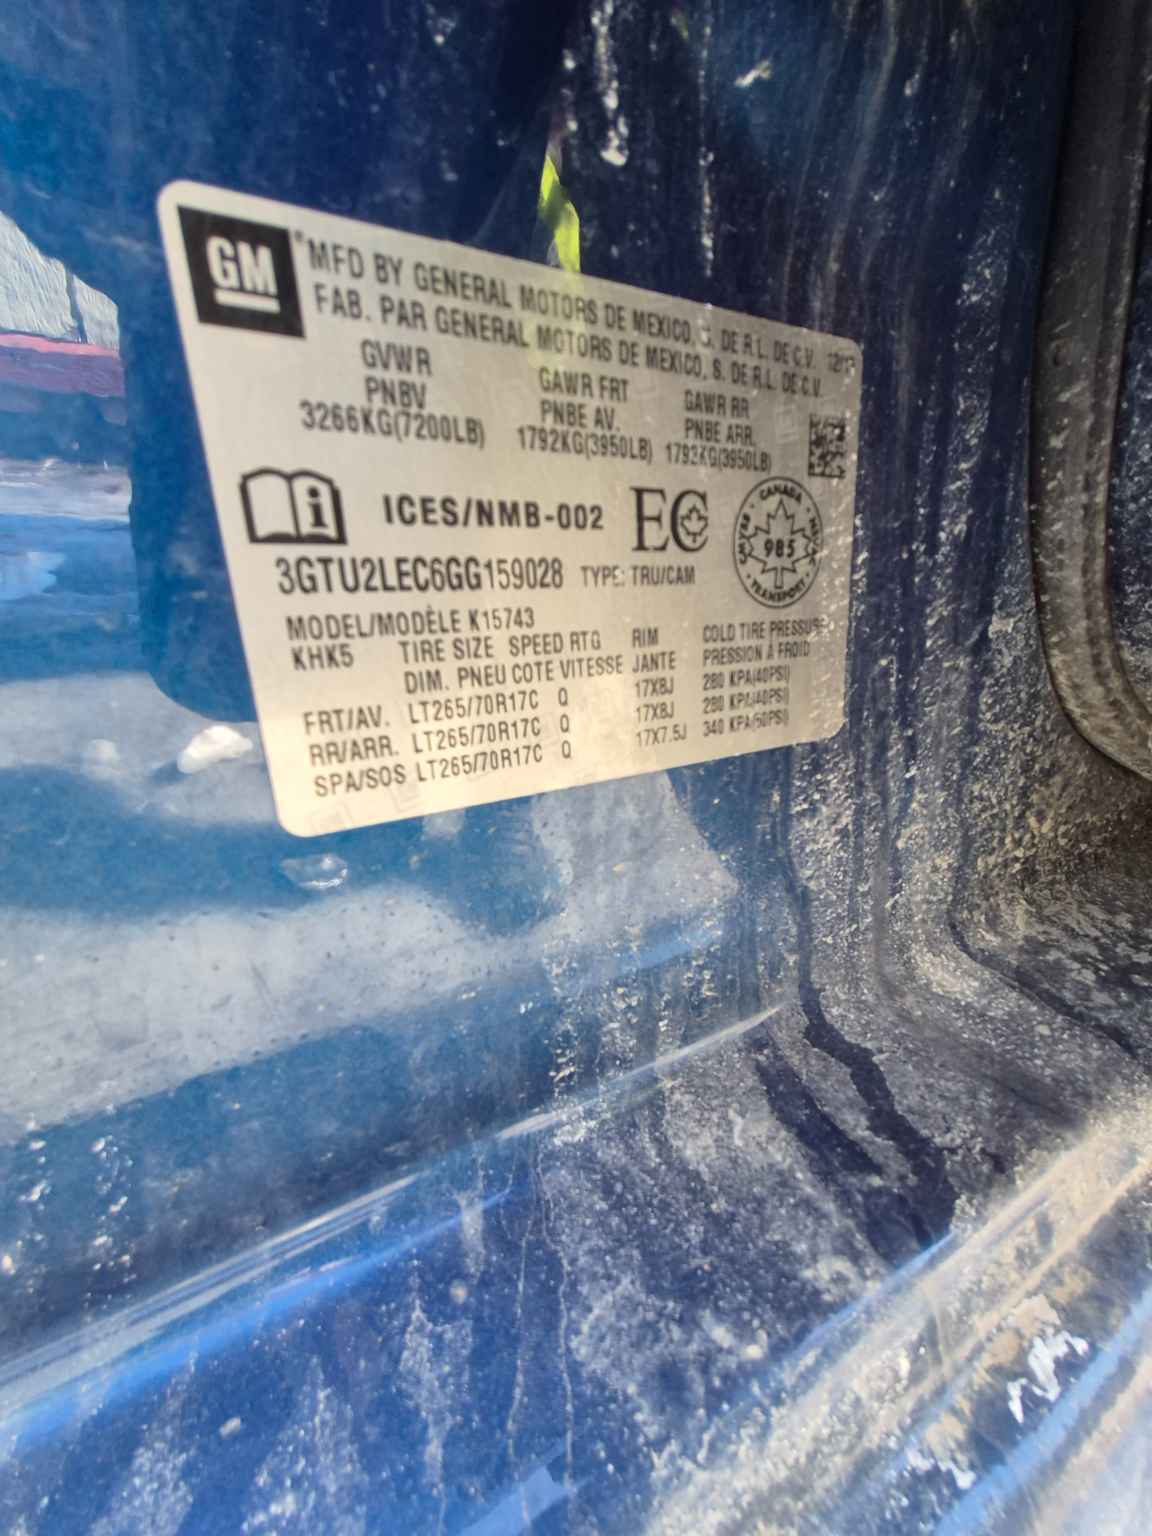 GM
MFD BY GENERAL MOTORS DE MEXICO, S. DE R.L. DE C.V.
FAB. PAR GENERAL MOTORS DE MEXICO, S. DE R.L. DE C.V.
GVWR GAWR FRT GAWR RR
PNBV PNBE AV. PNBE ARR.
3266KG(7200LB) 1792KG(3950LB) 1792KG(3950LB)
ICES/NMB-002 EC
CANADA
985
TRANSPORT
3GTU2LEC6GG159028 TYPE: TRU/CAM
MODEL/MODÈLE K15743
KHK5 TIRE SIZE SPEED RTG RIM COLD TIRE PRESSURE
DIM. PNEU COTE VITESSE JANTE PRESSION À FROID
FRT/AV. LT265/70R17C Q 17X8J 280 KPA(40PSI)
RR/ARR. LT265/70R17C Q 17X8J 280 KPA(40PSI)
SPA/SOS LT265/70R17C Q 17X7.5J 340 KPA(50PSI)